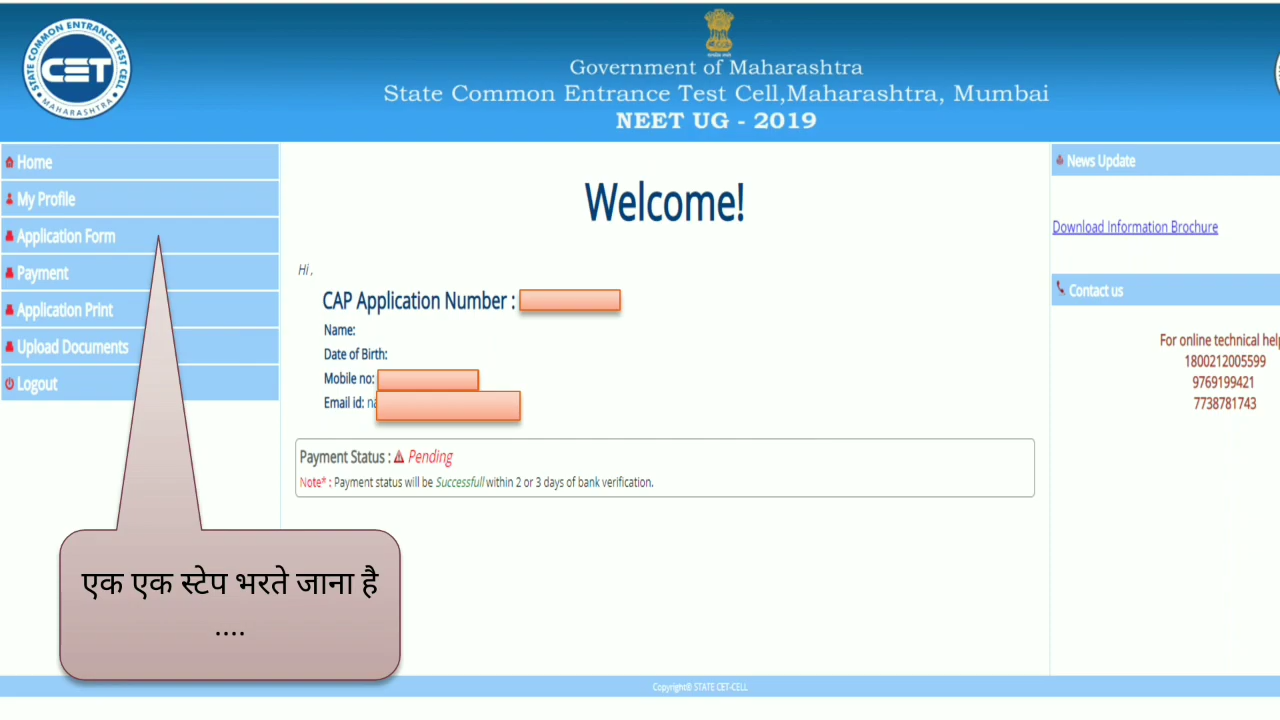 STATE COMMON ENTRANCE TEST CELL
CET
MAHARASHTRA
Government of Maharashtra
State Common Entrance Test Cell,Maharashtra, Mumbai
NEET UG - 2019
Home
My Profile
Application Form
Payment
Application Print
Upload Documents
Logout
Welcome!
Hi ,
CAP Application Number :
Name:
Date of Birth:
Mobile no:
Email id: na
Payment Status : Pending
Note* : Payment status will be Successfull within 2 or 3 days of bank verification.
News Update
Download Information Brochure
Contact us
For online technical help
1800212005599
9769199421
7738781743
एक एक स्टेप भरते जाना है
....
Copyright® STATE CET-CELL